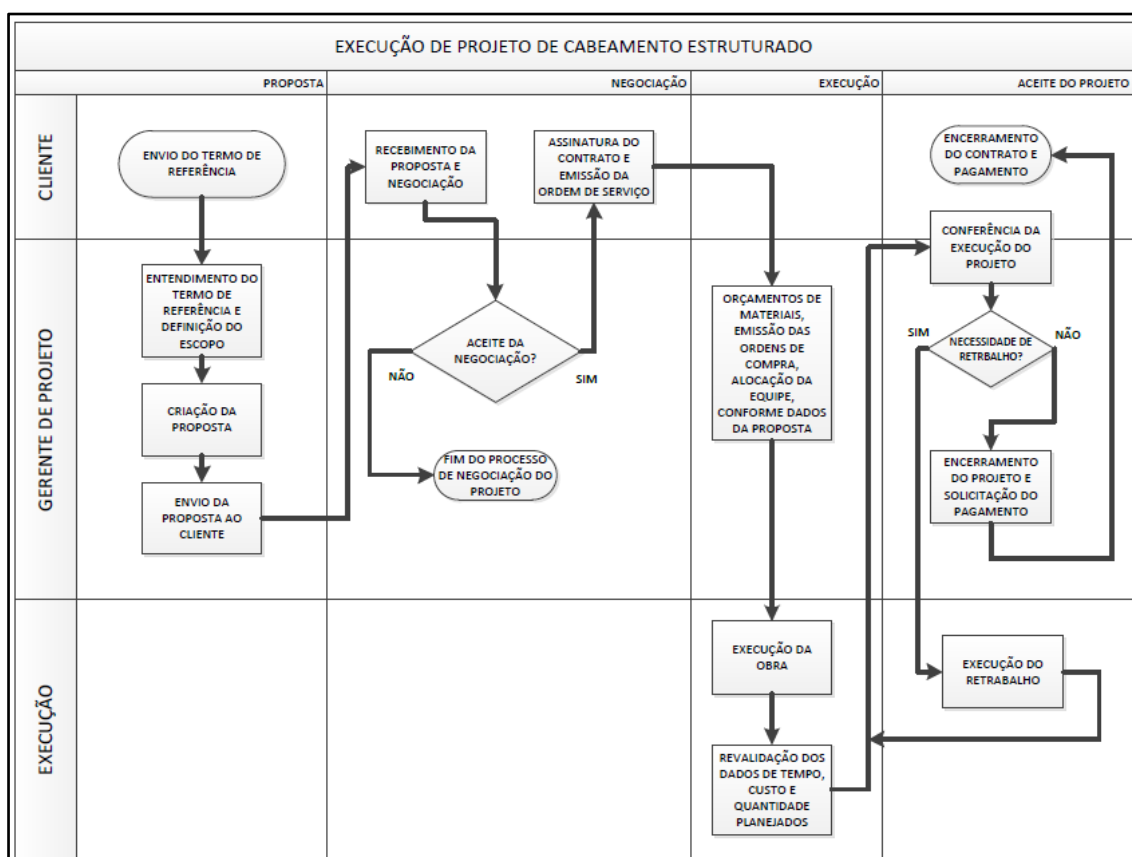 EXECUÇÃO DE PROJETO DE CABEAMENTO ESTRUTURADO
PROPOSTA
NEGOCIAÇÃO
EXECUÇÃO
ACEITE DO PROJETO
CLIENTE
ENVIO DO TERMO DE
REFERÊNCIA
RECEBIMENTO DA
PROPOSTA E
NEGOCIAÇÃO
ASSINATURA DO
CONTRATO E
EMISSÃO DA
ORDEM DE SERVIÇO
ENCERRAMENTO
DO CONTRATO E
PAGAMENTO
GERENTE DE PROJETO
ENTENDIMENTO DO
TERMO DE
REFERÊNCIA E
DEFINIÇÃO DO
ESCOPO
CRIAÇÃO DA
PROPOSTA
ENVIO DA
PROPOSTA AO
CLIENTE
ACEITE DA
NEGOCIAÇÃO?
NÃO
SIM
FIM DO PROCESSO
DE NEGOCIAÇÃO DO
PROJETO
ORÇAMENTOS DE
MATERIAIS,
EMISSÃO DAS
ORDENS DE
COMPRA,
ALOCAÇÃO DA
EQUIPE,
CONFORME DADOS
DA PROPOSTA
CONFERÊNCIA DA
EXECUÇÃO DO
PROJETO
SIM
NECESSIDADE DE
RETRBALHO?
NÃO
ENCERRAMENTO
DO PROJETO E
SOLICITAÇÃO DO
PAGAMENTO
EXECUÇÃO
EXECUÇÃO DA
OBRA
REVALIDAÇÃO DOS
DADOS DE TEMPO,
CUSTO E
QUANTIDADE
PLANEJADOS
EXECUÇÃO DO
RETRABALHO